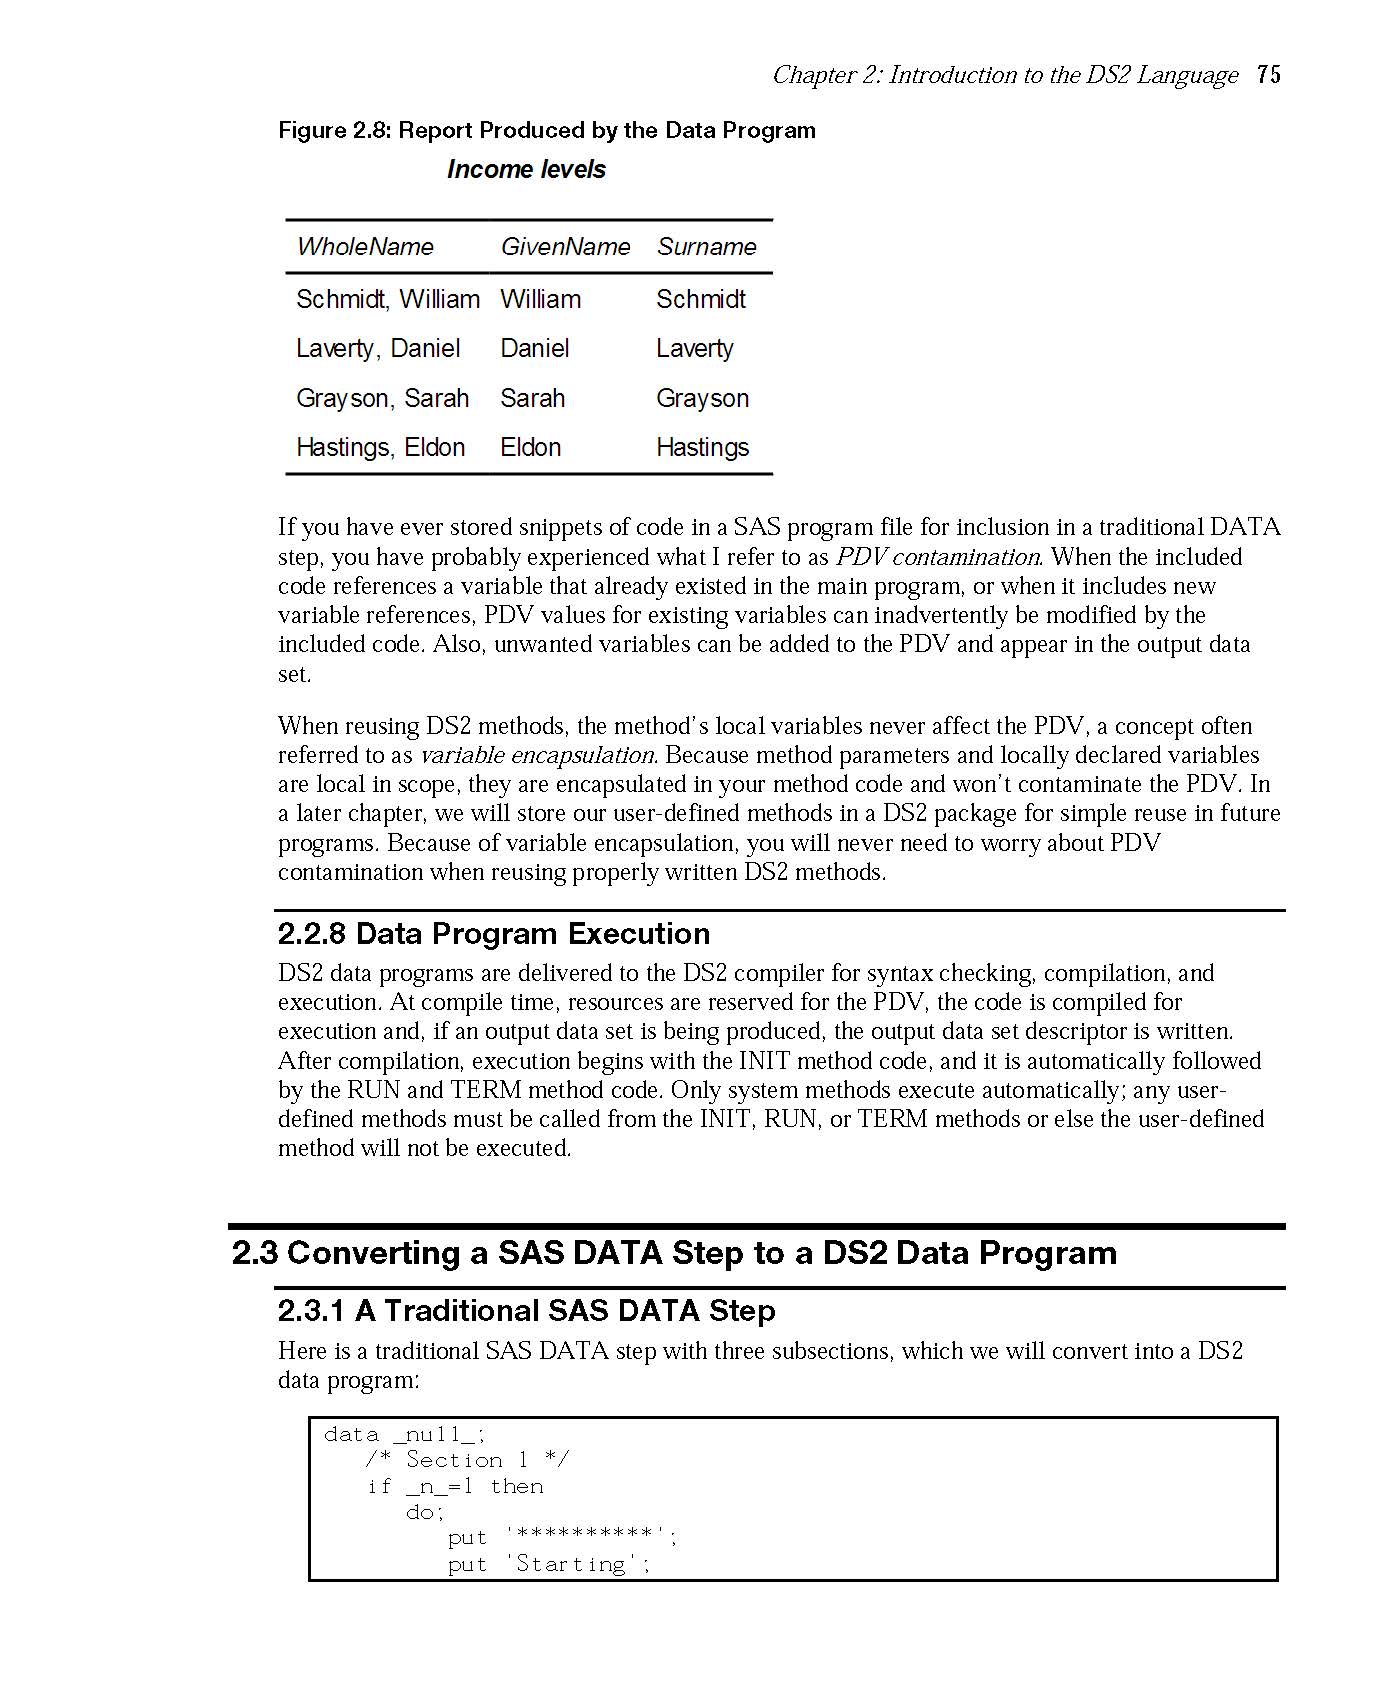 Chapter 2: Introduction to the DS2 Language 75
Figure 2.8: Report Produced by the Data Program
Income levels
WholeName GivenName Surname
Schmidt, William William Schmidt
Laverty, Daniel Daniel Laverty
Grayson, Sarah Sarah Grayson
Hastings, Eldon Eldon Hastings
If you have ever stored snippets of code in a SAS program file for inclusion in a traditional DATA
step, you have probably experienced what I refer to as PDV contamination. When the included
code references a variable that already existed in the main program, or when it includes new
variable references, PDV values for existing variables can inadvertently be modified by the
included code. Also, unwanted variables can be added to the PDV and appear in the output data
set.
When reusing DS2 methods, the method's local variables never affect the PDV, a concept often
referred to as variable encapsulation. Because method parameters and locally declared variables
are local in scope, they are encapsulated in your method code and won't contaminate the PDV. In
a later chapter, we will store our user-defined methods in a DS2 package for simple reuse in future
programs. Because of variable encapsulation, you will never need to worry about PDV
contamination when reusing properly written DS2 methods.
2.2.8 Data Program Execution
DS2 data programs are delivered to the DS2 compiler for syntax checking, compilation, and
execution. At compile time, resources are reserved for the PDV, the code is compiled for
execution and, if an output data set is being produced, the output data set descriptor is written.
After compilation, execution begins with the INIT method code, and it is automatically followed
by the RUN and TERM method code. Only system methods execute automatically; any user-
defined methods must be called from the INIT, RUN, or TERM methods or else the user-defined
method will not be executed.
2.3 Converting a SAS DATA Step to a DS2 Data Program
2.3.1 A Traditional SAS DATA Step
Here is a traditional SAS DATA step with three subsections, which we will convert into a DS2
data program:
data _null_;
/* Section 1 */
if _n_=1 then
do;
put '**********';
put 'Starting';